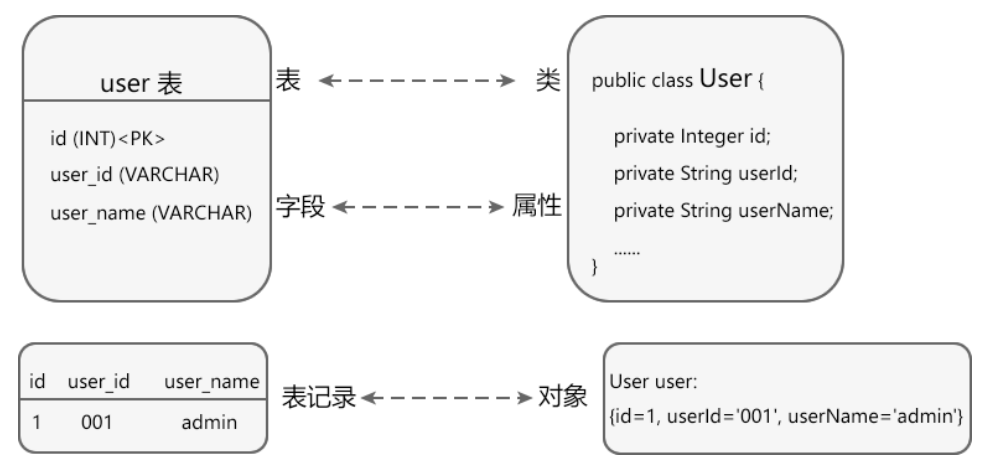 user 表
id (INT)<PK>
user_id (VARCHAR)
user_name (VARCHAR)
表
类
字段
属性
public class User {
private Integer id;
private String userId;
private String userName;
......
}
id user_id user_name
1 001 admin
表记录
对象
User user:
{id=1, userId='001', userName='admin'}